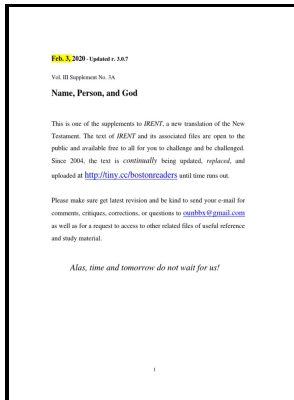 Feb. 3, 2020 - Updated r. 3.0.7
Vol. III Supplement No. 3A
Name, Person, and God
This is one of the supplements to IRENT, a new translation of the New
Testament. The text of IRENT and its associated files are open to the
public and available free to all for you to challenge and be challenged.
Since 2004, the text is continually being updated, replaced, and
uploaded at http://tiny.cc/bostonreaders until time runs out.
Please make sure get latest revision and be kind to send your e-mail for
comments, critiques, corrections, or questions to ounbbx@gmail.com
as well as for a request to access to other related files of useful reference
and study material.
Alas, time and tomorrow do not wait for us!
1